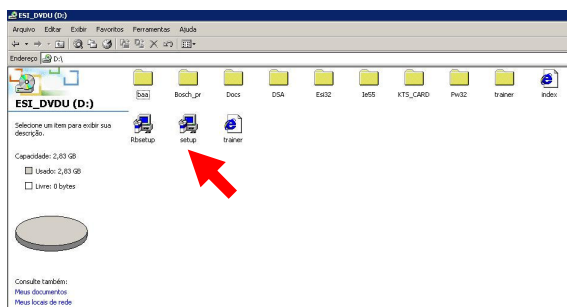 ESI_DVDU (D:)
Arquivo Editar Exibir Favoritos Ferramentas Ajuda
Endereço D:\
ESI_DVDU (D:)
Selecione um item para exibir sua
descrição.
Capacidade: 2,83 GB
Usado: 2,83 GB
Livre: 0 bytes
Consulte também:
Meus documentos
Meus locais de rede
baa Bosch_pr Docs DSA Esi32 Ie55 KTS_CARD Pw32 trainer index
Rbsetup setup trainer